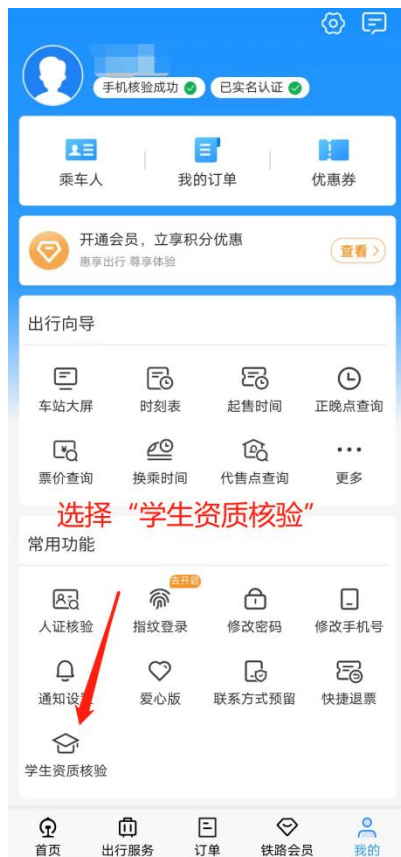 手机核验成功 已实名认证
乘车人 我的订单 优惠券
开通会员，立享积分优惠
惠享出行 尊享体验
查看
出行向导
车站大屏 时刻表 起售时间 正晚点查询
票价查询 换乘时间 代售点查询 更多
选择“学生资质核验”
常用功能
去开启
人证核验 指纹登录 修改密码 修改手机号
通知设 爱心版 联系方式预留 快捷退票
学生资质核验
首页 出行服务 订单 铁路会员 我的